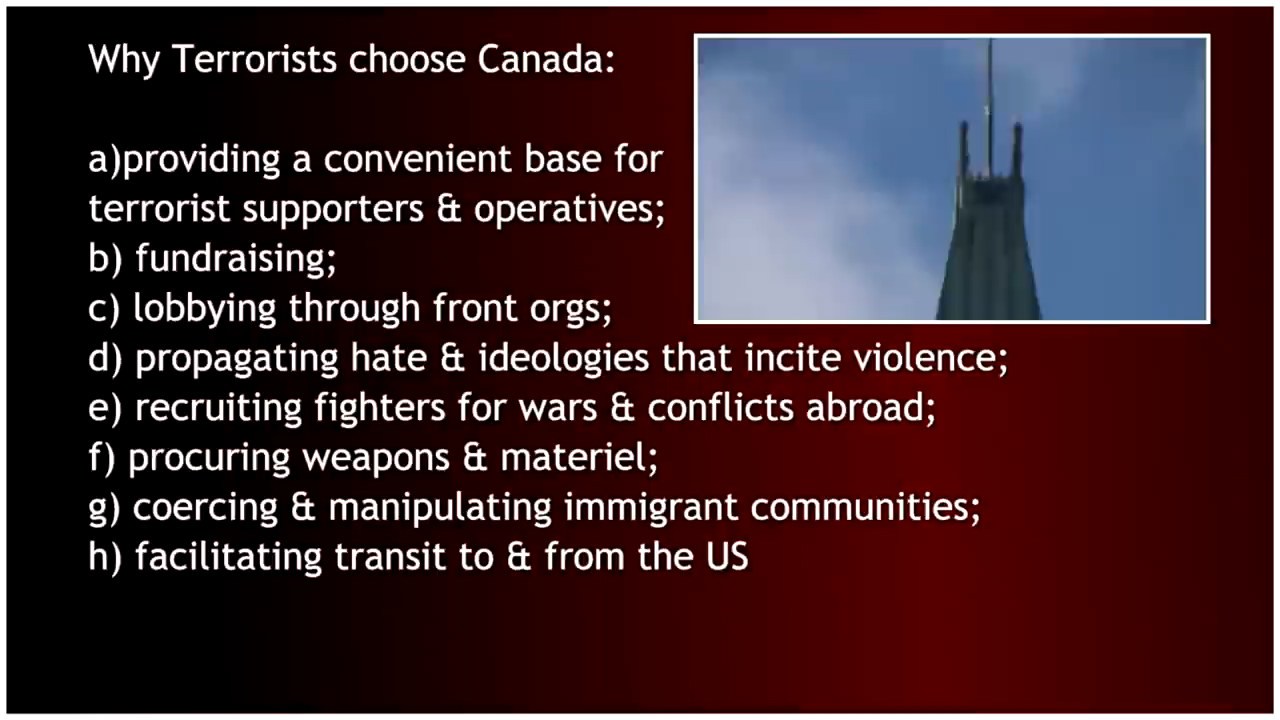 Why Terrorists choose Canada:
a)providing a convenient base for
terrorist supporters & operatives;
b) fundraising;
c) lobbying through front orgs;
d) propagating hate & ideologies that incite violence;
e) recruiting fighters for wars & conflicts abroad;
f) procuring weapons & materiel;
g) coercing & manipulating immigrant communities;
h) facilitating transit to & from the US